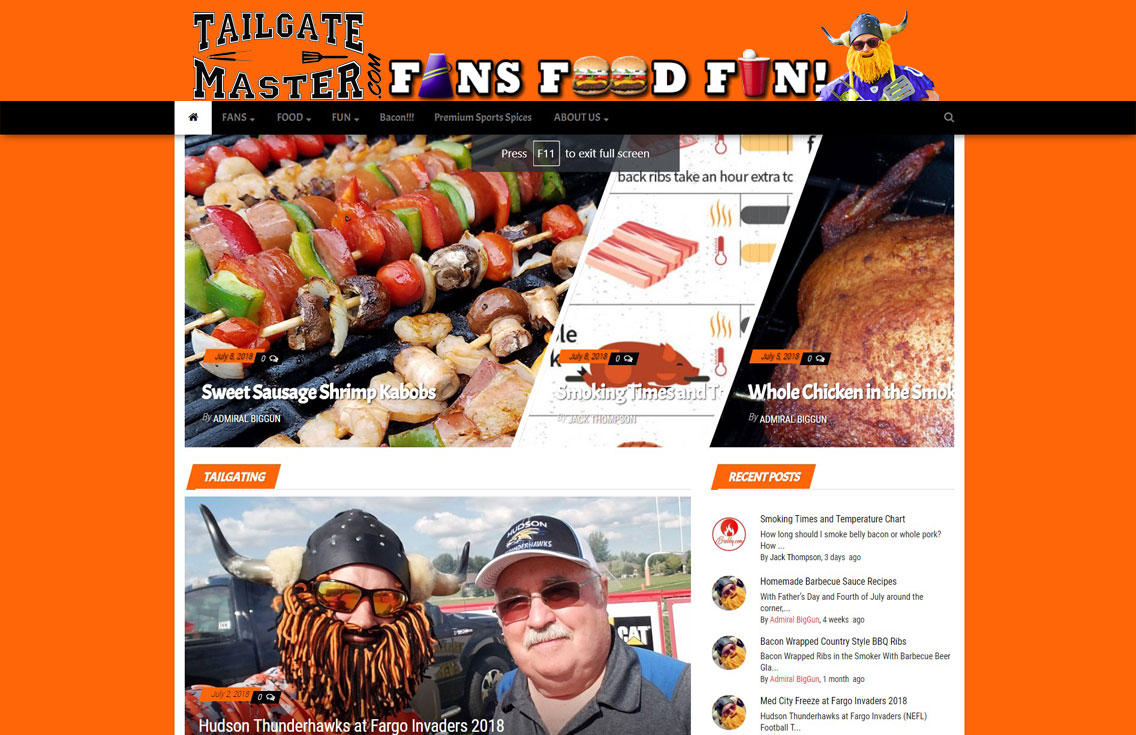 TAILGATE
MASTER.COM
FANS FOOD FUN!
FANS FOOD FUN Bacon!!! Premium Sports Spices ABOUT US
Press F11 to exit full screen
f
back ribs take an hour extra to
le
k
July 8, 2018 0
Sweet Sausage Shrimp Kabobs
By ADMIRAL BIGGUN
July 8, 2018 0
Smoking Times and T
By JACK THOMPSON
July 5, 2018 0
Whole Chicken in the Smok
By ADMIRAL BIGGUN
TAILGATING
HUDSON
THUNDERHAWKS
CAT
July 2, 2018 0
Hudson Thunderhawks at Fargo Invaders 2018
RECENT POSTS
Smoking Times and Temperature Chart
How long should I smoke belly bacon or whole pork?
How ...
By Jack Thompson, 3 days ago
Homemade Barbecue Sauce Recipes
With Father's Day and Fourth of July around the
corner,...
By Admiral BigGun, 4 weeks ago
Bacon Wrapped Country Style BBQ Ribs
Bacon Wrapped Ribs in the Smoker With Barbecue Beer
Gla...
By Admiral BigGun, 1 month ago
Med City Freeze at Fargo Invaders 2018
Hudson Thunderhawks at Fargo Invaders (NEFL)
Football T...